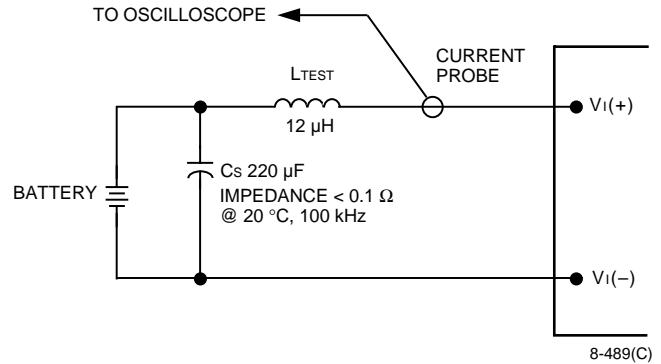 TO OSCILLOSCOPE
CURRENT
PROBE
LTEST
12 μH
VI(+)
CS 220 μF
IMPEDANCE < 0.1 Ω
@ 20 °C, 100 kHz
BATTERY
VI(–)
8-489(C)